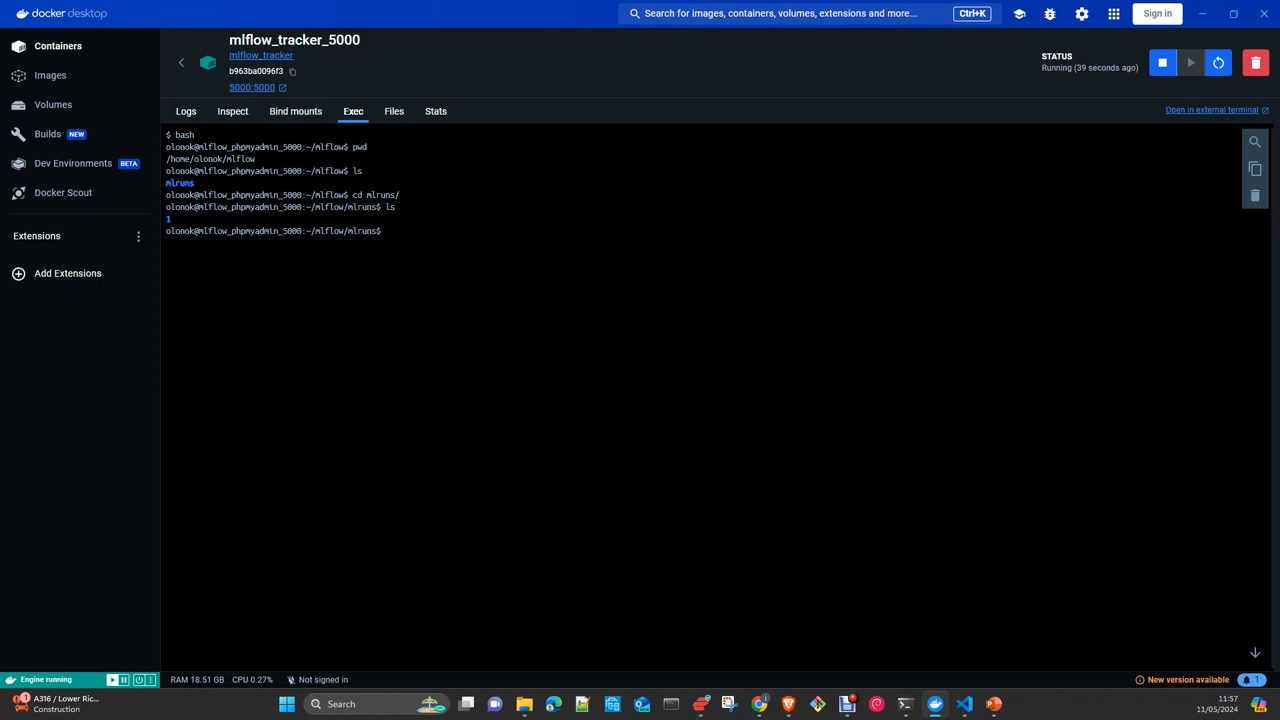 docker desktop
Search for images, containers, volumes, extensions and more...
Ctrl+K
Sign in
Containers
Images
Volumes
Builds NEW
Dev Environments BETA
Docker Scout
Extensions
Add Extensions
mlflow_tracker_5000
mlflow_tracker
b963ba0096f3
5000:5000
STATUS
Running (39 seconds ago)
Logs
Inspect
Bind mounts
Exec
Files
Stats
Open in external terminal
$ bash
olonok@mlflow_phpmyadmin_5000:~/mlflow$ pwd
/home/olonok/mlflow
olonok@mlflow_phpmyadmin_5000:~/mlflow$ ls
mlruns
olonok@mlflow_phpmyadmin_5000:~/mlflow$ cd mlruns/
olonok@mlflow_phpmyadmin_5000:~/mlflow/mlruns$ ls
1
olonok@mlflow_phpmyadmin_5000:~/mlflow/mlruns$
Engine running
RAM 18.51 GB CPU 0.27%
Not signed in
New version available
1
1
A316 / Lower Ric...
Construction
Search
11:57
11/05/2024